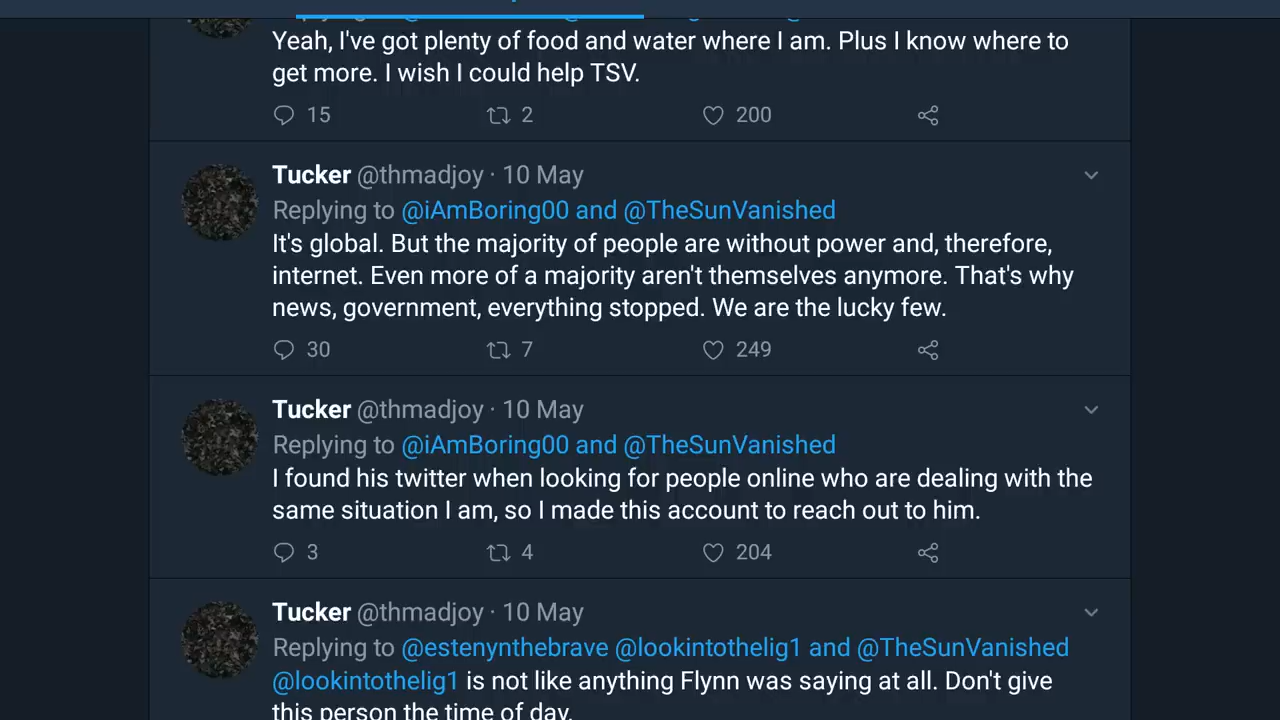 Yeah, I've got plenty of food and water where I am. Plus I know where to
get more. I wish I could help TSV.
15 2 200
Tucker @thmadjoy · 10 May
Replying to @iAmBoring00 and @TheSunVanished
It's global. But the majority of people are without power and, therefore,
internet. Even more of a majority aren't themselves anymore. That's why
news, government, everything stopped. We are the lucky few.
30 7 249
Tucker @thmadjoy · 10 May
Replying to @iAmBoring00 and @TheSunVanished
I found his twitter when looking for people online who are dealing with the
same situation I am, so I made this account to reach out to him.
3 4 204
Tucker @thmadjoy · 10 May
Replying to @estenynthebrave @lookintothelig1 and @TheSunVanished
@lookintothelig1 is not like anything Flynn was saying at all. Don't give
this person the time of day.